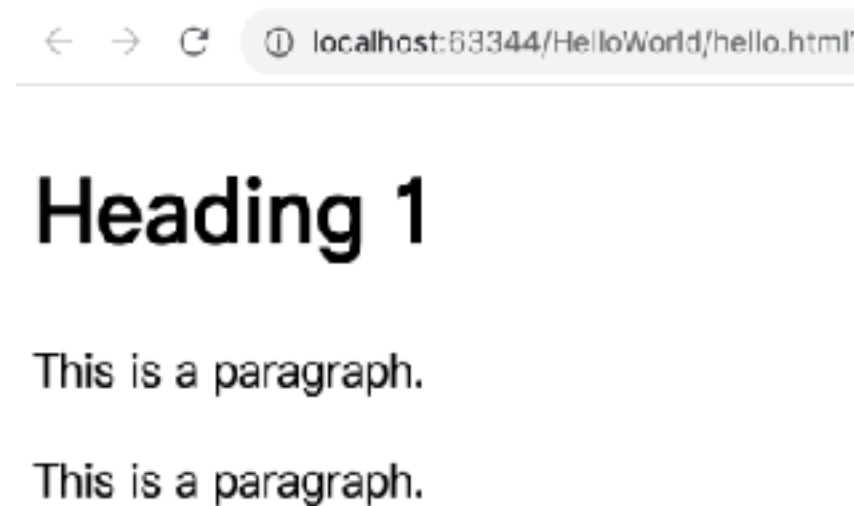 localhost:63344/HelloWorld/hello.html?
Heading 1
This is a paragraph.
This is a paragraph.